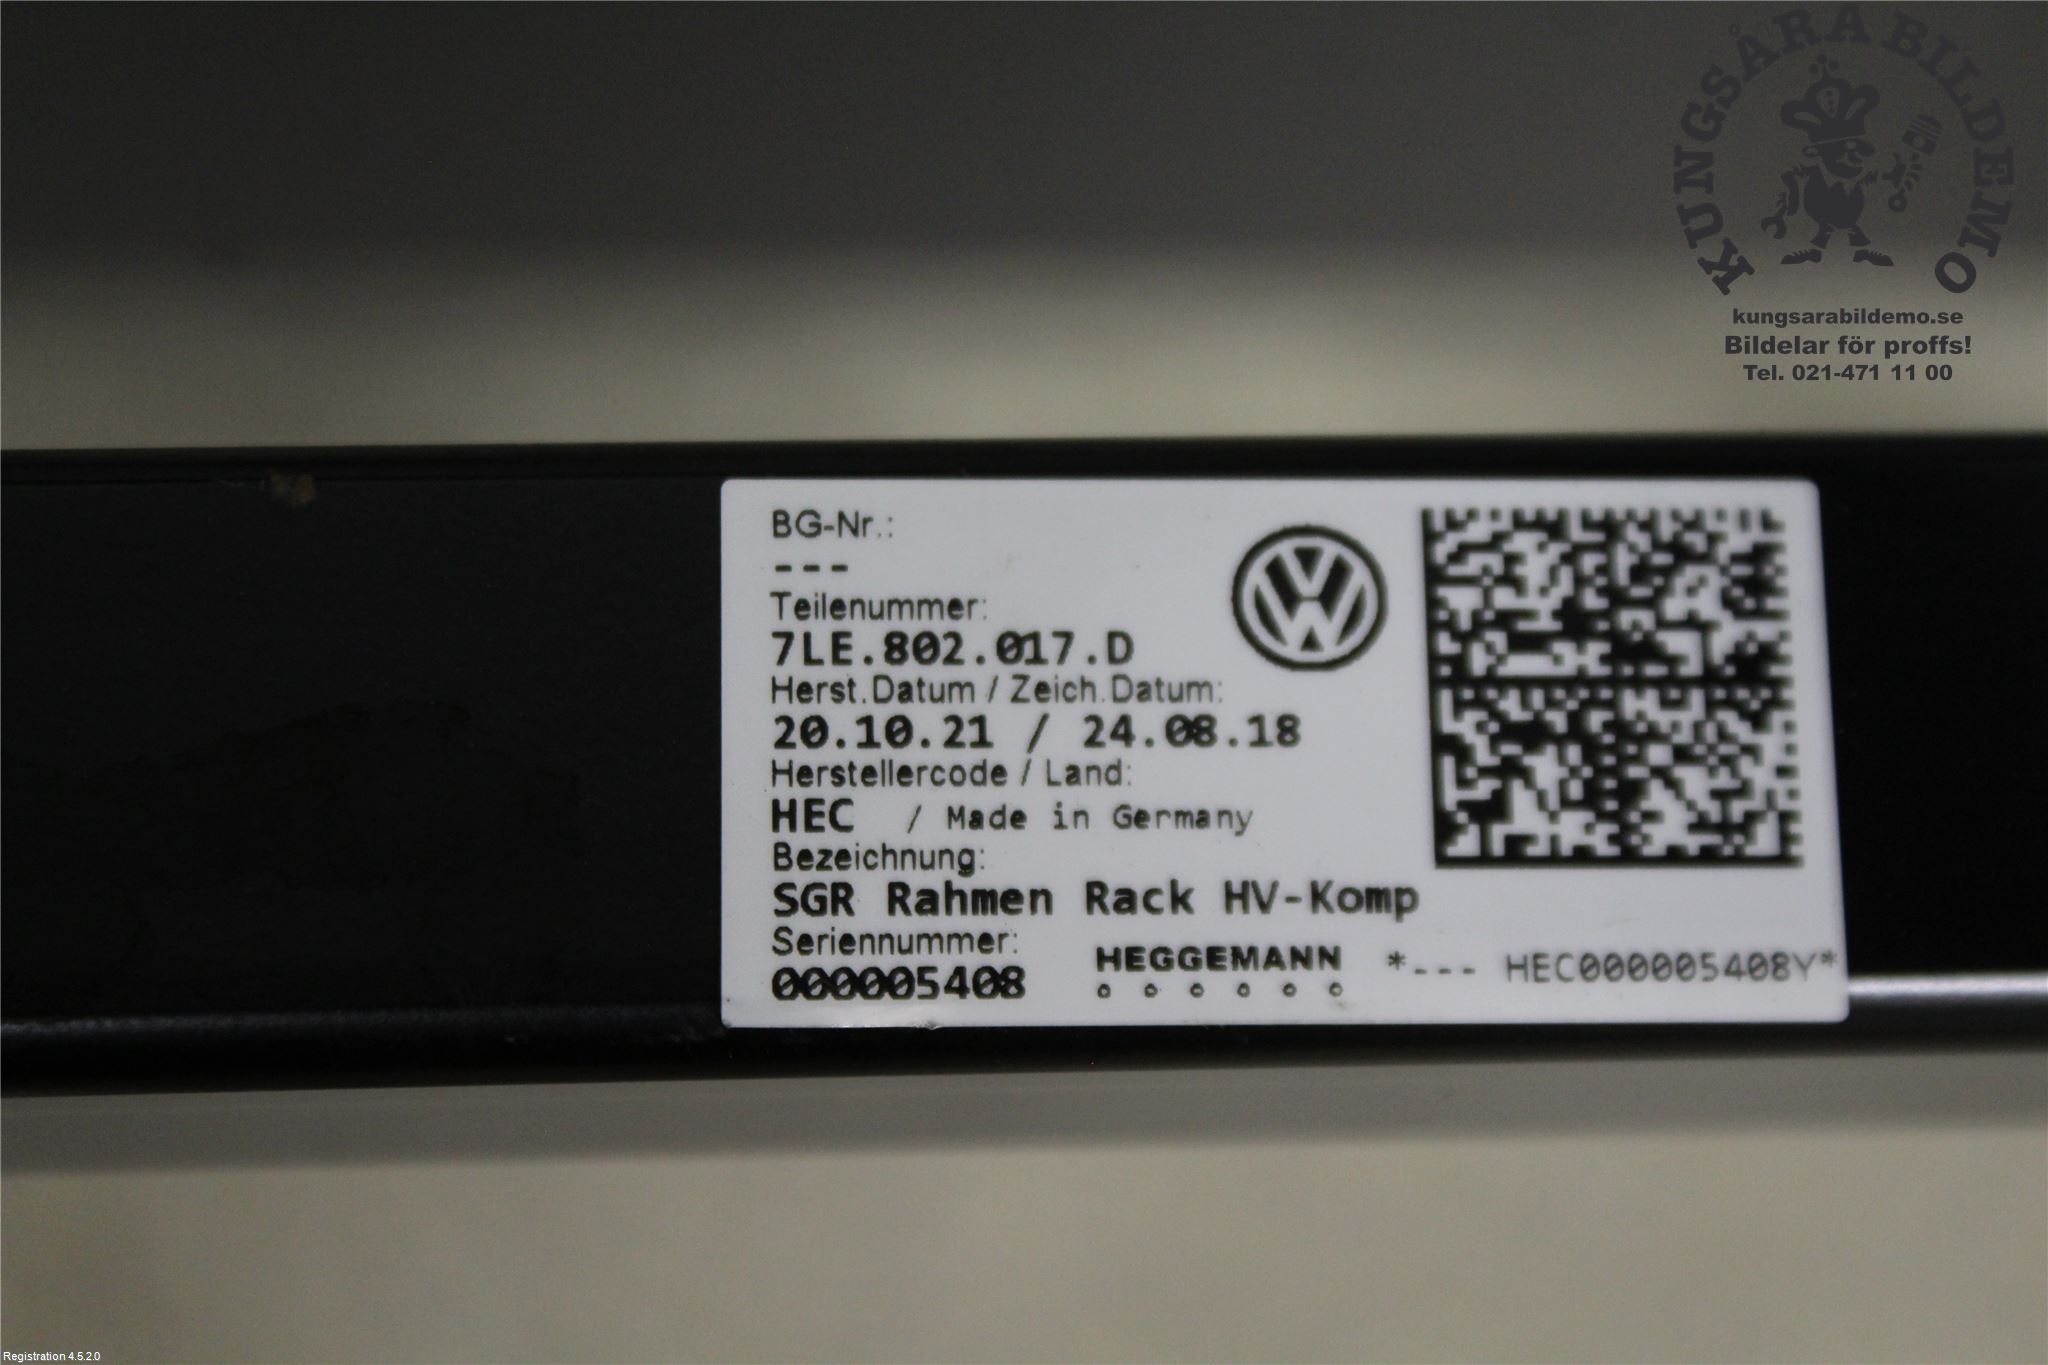 KUNGSÅRA BILDEMO
kungsarabildemo.se
Bildelar för proffs!
Tel. 021-471 11 00
BG-Nr.:
---
Teilenummer:
7LE.802.017.D
Herst.Datum / Zeich.Datum:
20.10.21 / 24.08.18
Herstellercode / Land:
HEC / Made in Germany
Bezeichnung:
SGR Rahmen Rack HV-Komp
Seriennummer:
000005408
HEGGEMANN
*--- HEC000005408Y*
Registration 4.5.2.0